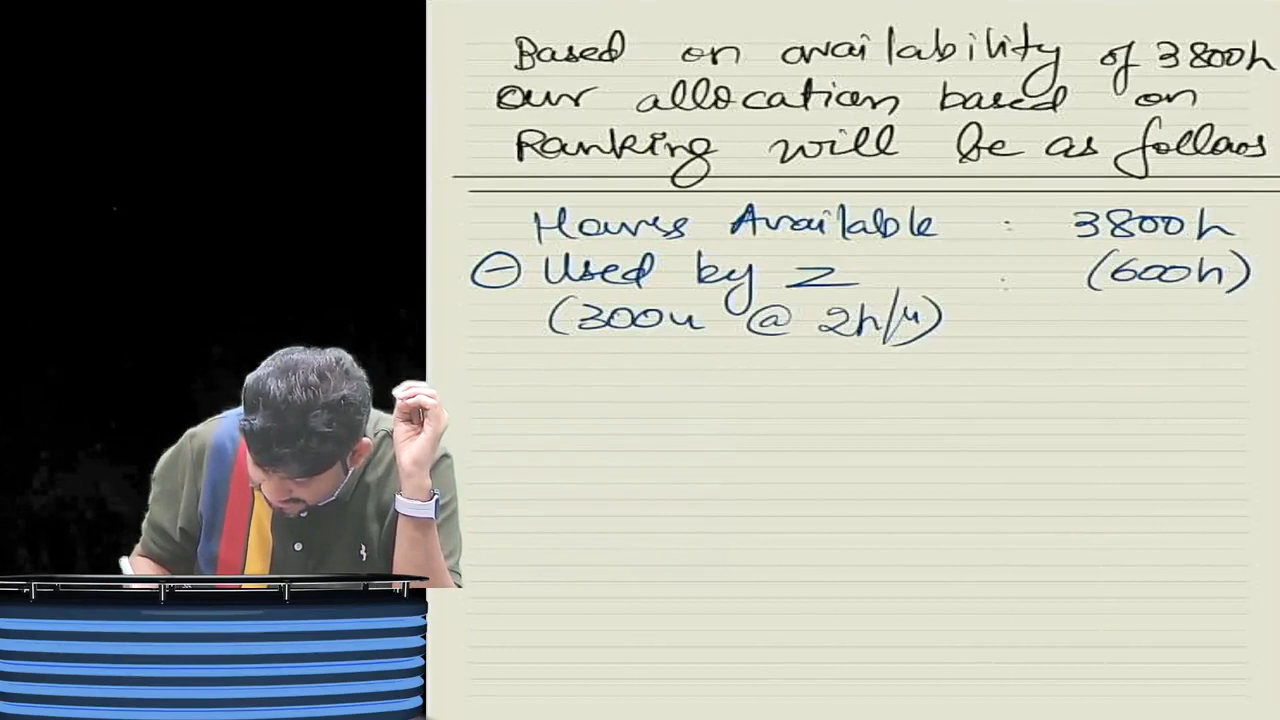 Based on availability of 3800h
our allocation based on
Ranking will be as follows
Hours Available : 3800h
⊖ Used by Z : (600h)
(300u @ 2h/u)